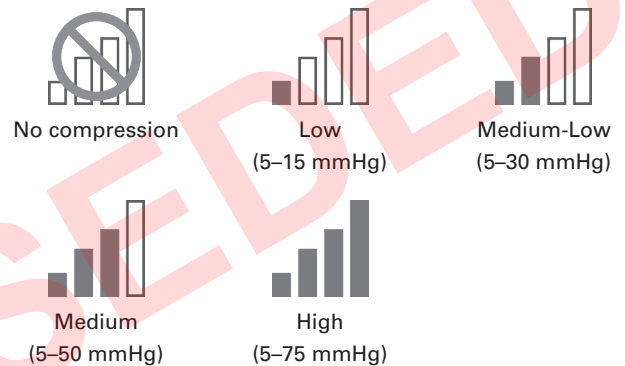 No compression
Low
(5–15 mmHg)
Medium-Low
(5–30 mmHg)
Medium
(5–50 mmHg)
High
(5–75 mmHg)
SEDED